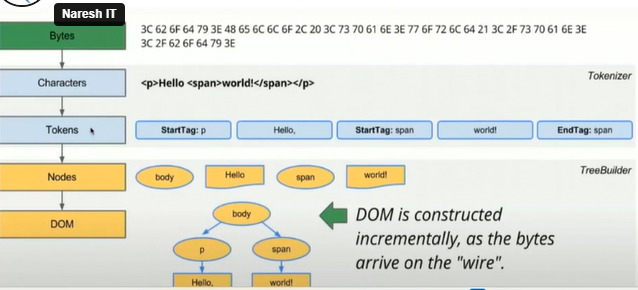 Naresh IT
Bytes
3C 62 6F 64 79 3E 48 65 6C 6C 6F 2C 20 3C 73 70 61 6E 3E 77 6F 72 6C 64 21 3C 2F 73 70 61 6E 3E
3C 2F 62 6F 64 79 3E
Characters
<p>Hello <span>world!</span></p>
Tokenizer
Tokens
StartTag: p
Hello,
StartTag: span
world!
EndTag: span
TreeBuilder
Nodes
body
Hello
span
world!
DOM
body
p
span
Hello,
world!
DOM is constructed
incrementally, as the bytes
arrive on the "wire".